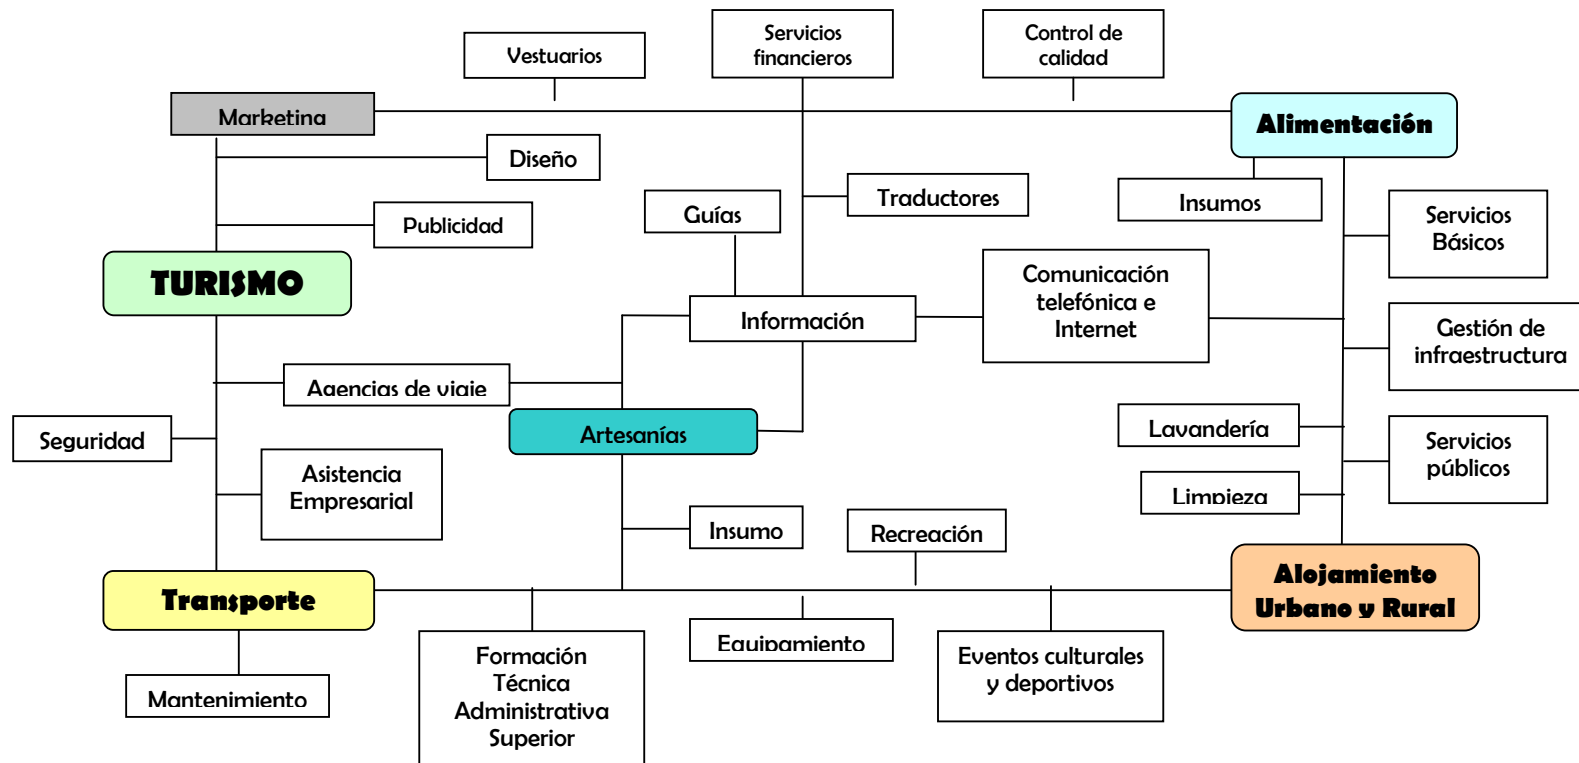 Vestuarios
Servicios
financieros
Control de
calidad
Marketing
Alimentación
Diseño
Guías
Traductores
Insumos
Servicios
Básicos
Publicidad
TURISMO
Información
Comunicación
telefónica e
Internet
Gestión de
infraestructura
Agencias de viaje
Artesanías
Seguridad
Lavandería
Servicios
públicos
Asistencia
Empresarial
Limpieza
Insumo
Recreación
Transporte
Alojamiento
Urbano y Rural
Mantenimiento
Formación
Técnica
Administrativa
Superior
Equipamiento
Eventos culturales
y deportivos